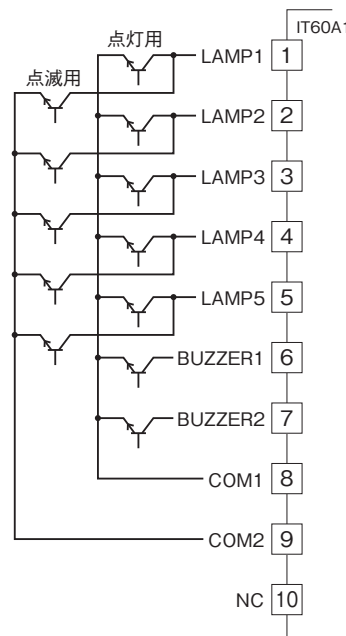 IT60A1
点灯用
LAMP1 1
点滅用
LAMP2 2
LAMP3 3
LAMP4 4
LAMP5 5
BUZZER1 6
BUZZER2 7
COM1 8
COM2 9
NC 10